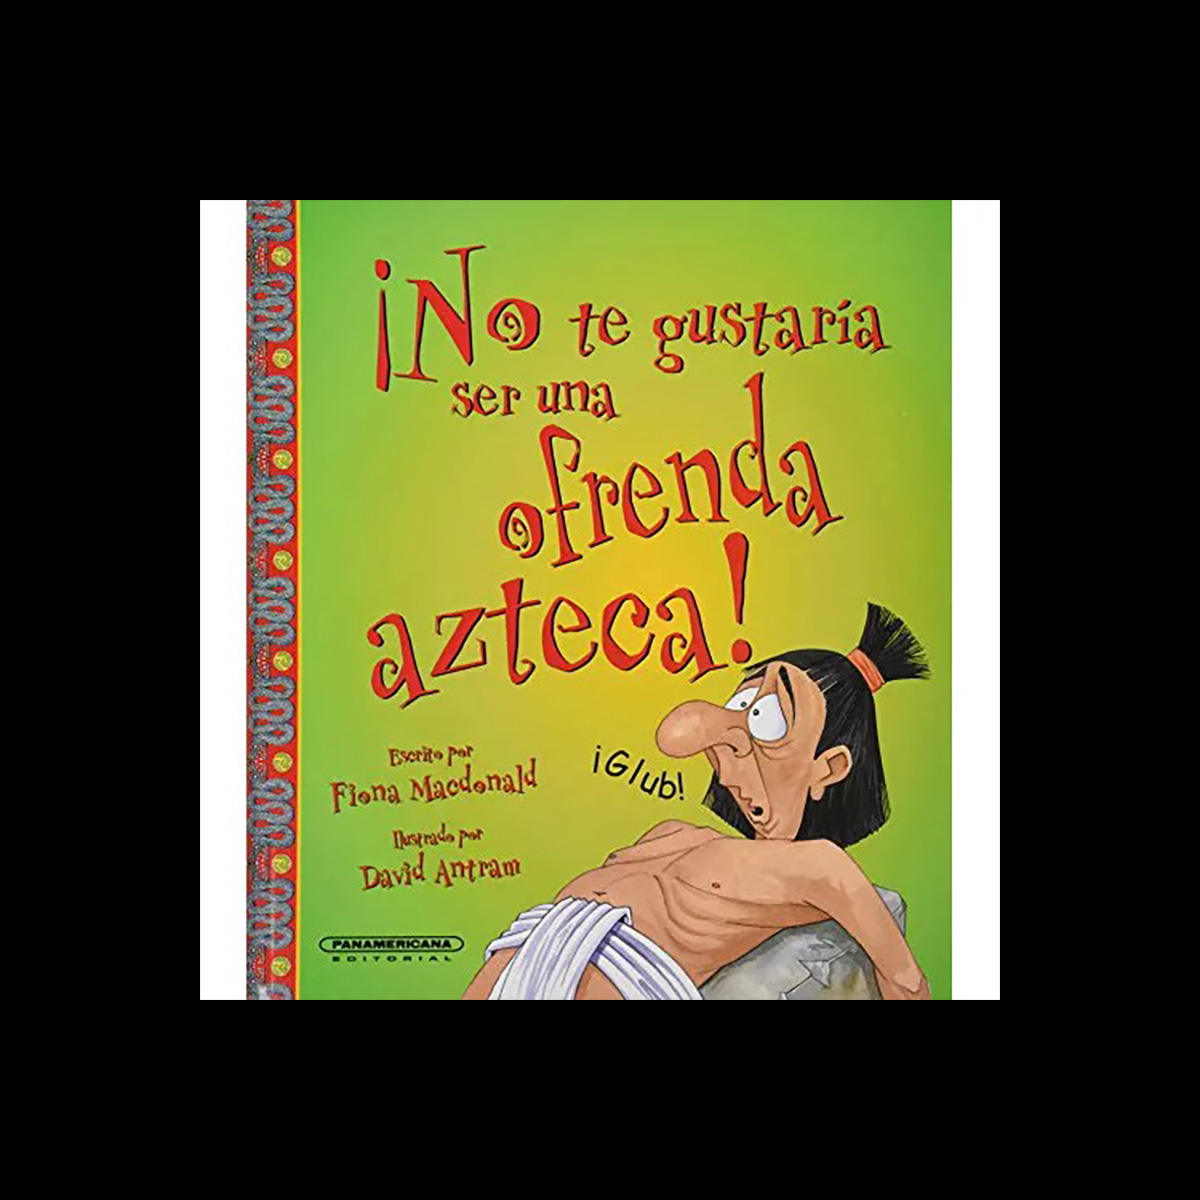 ¡No te gustaría
ser una
ofrenda
azteca!
Escrito por
Fiona Macdonald
Ilustrado por
David Antram
¡Glub!
PANAMERICANA
EDITORIAL